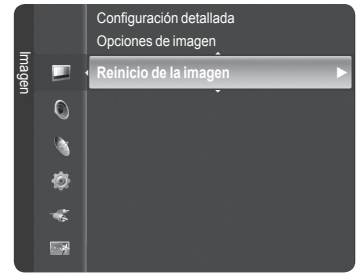 Configuración detallada
Opciones de imagen
Imagen
Reinicio de la imagen